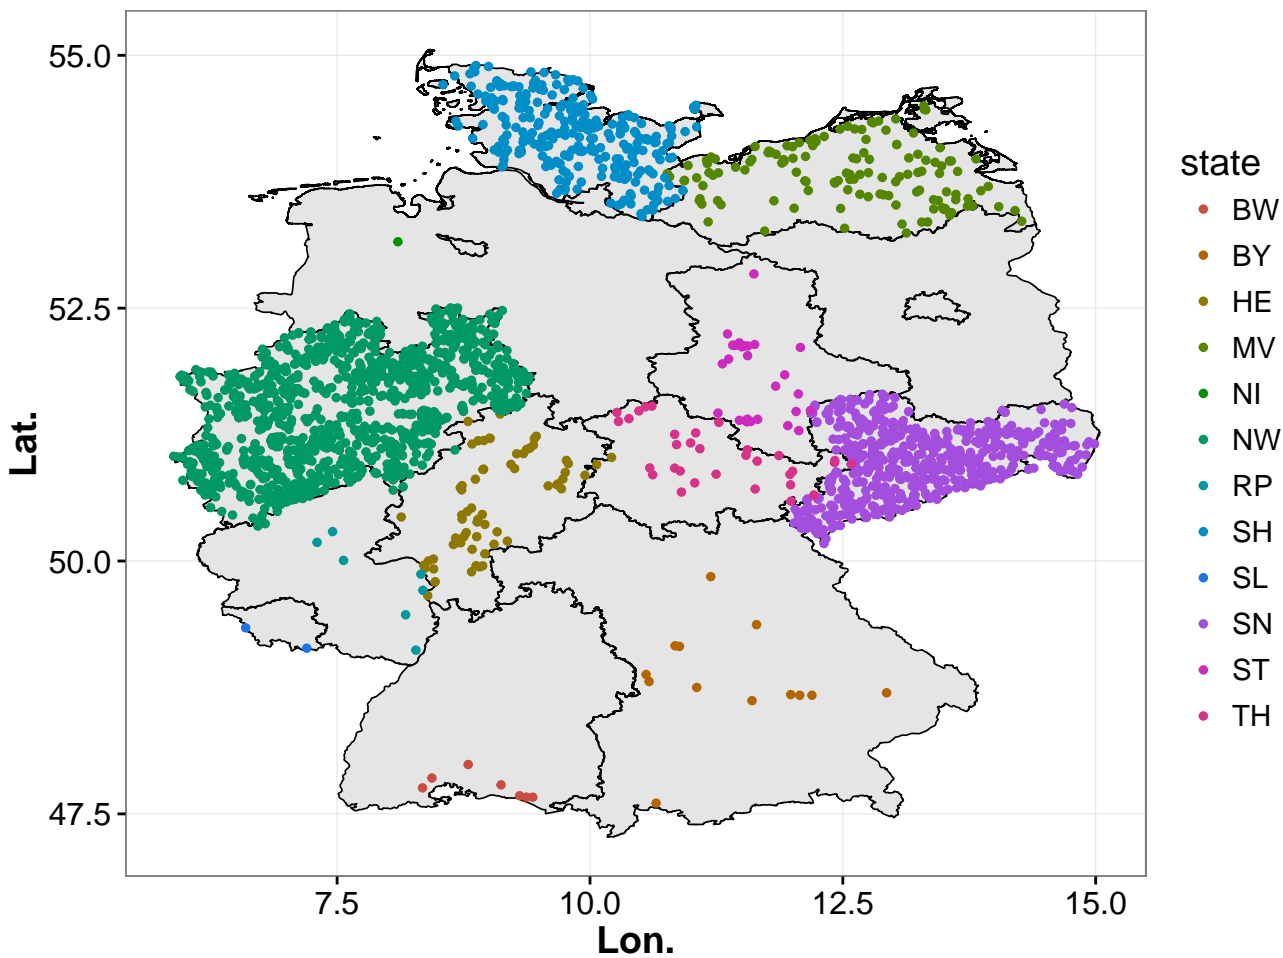 55.0
52.5
50.0
47.5
Lat.
7.5 10.0 12.5 15.0
Lon.
state
BW
BY
HE
MV
NI
NW
RP
SH
SL
SN
ST
TH